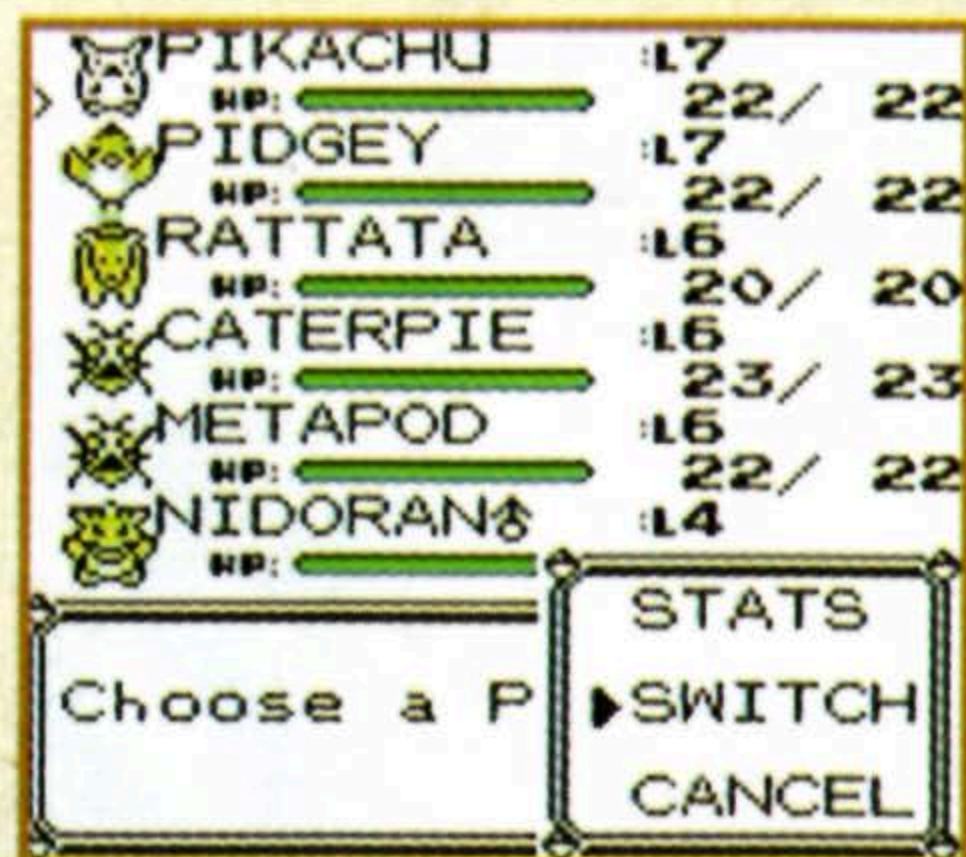 PIKACHU :L7
HP: 22/ 22
PIDGEY :L7
HP: 22/ 22
RATTATA :L6
HP: 20/ 20
CATERPIE :L6
HP: 23/ 23
METAPOD :L6
HP: 22/ 22
NIDORAN♂ :L4
HP:
STATS
Choose a P ▶SWITCH
CANCEL